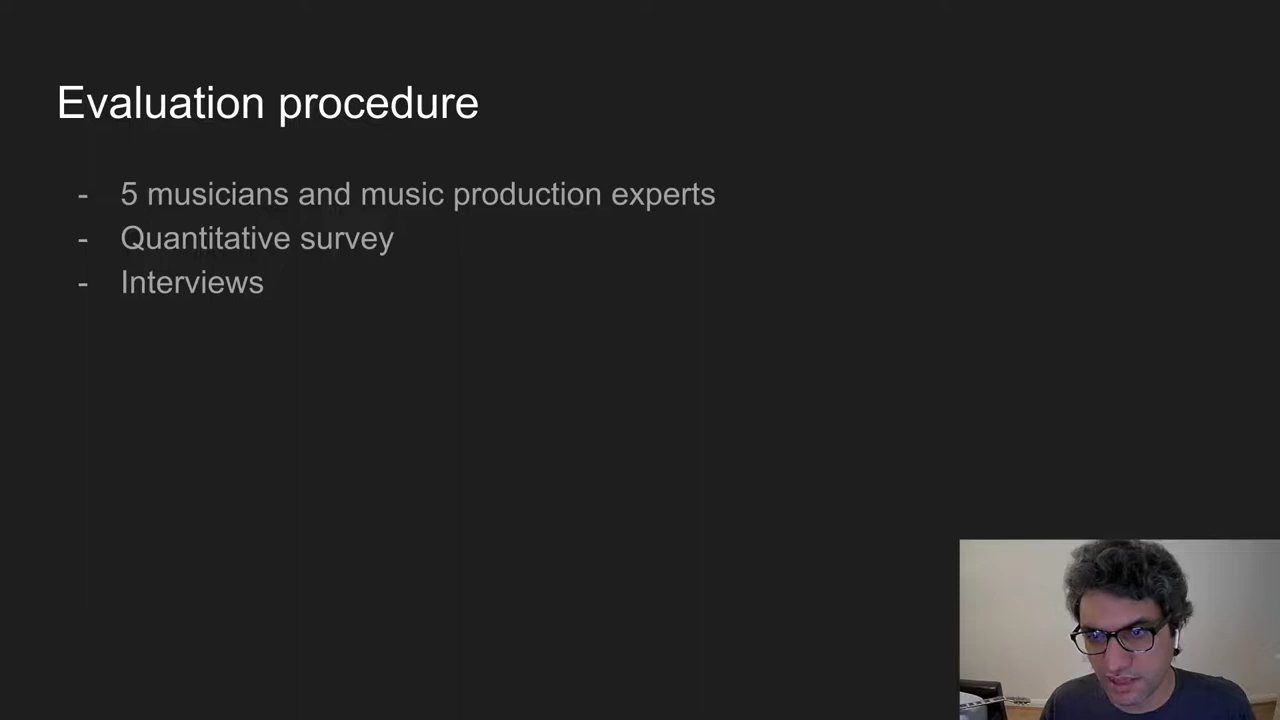 Evaluation procedure
- 5 musicians and music production experts
- Quantitative survey
- Interviews